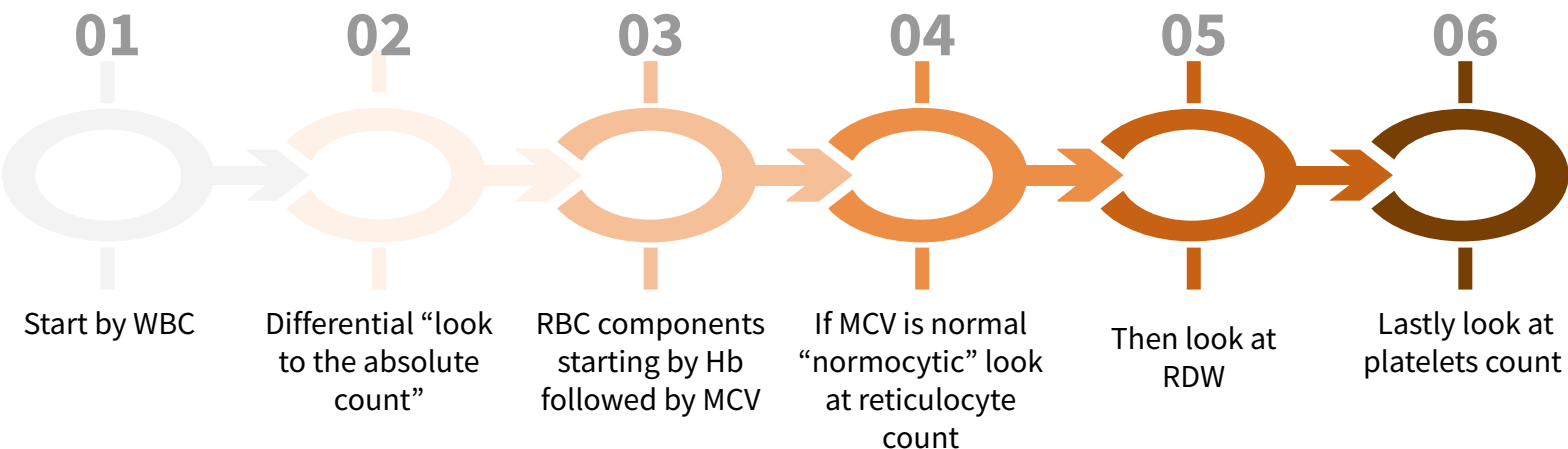 01
Start by WBC
02
Differential “look
to the absolute
count”
03
RBC components
starting by Hb
followed by MCV
04
If MCV is normal
“normocytic” look
at reticulocyte
count
05
Then look at
RDW
06
Lastly look at
platelets count